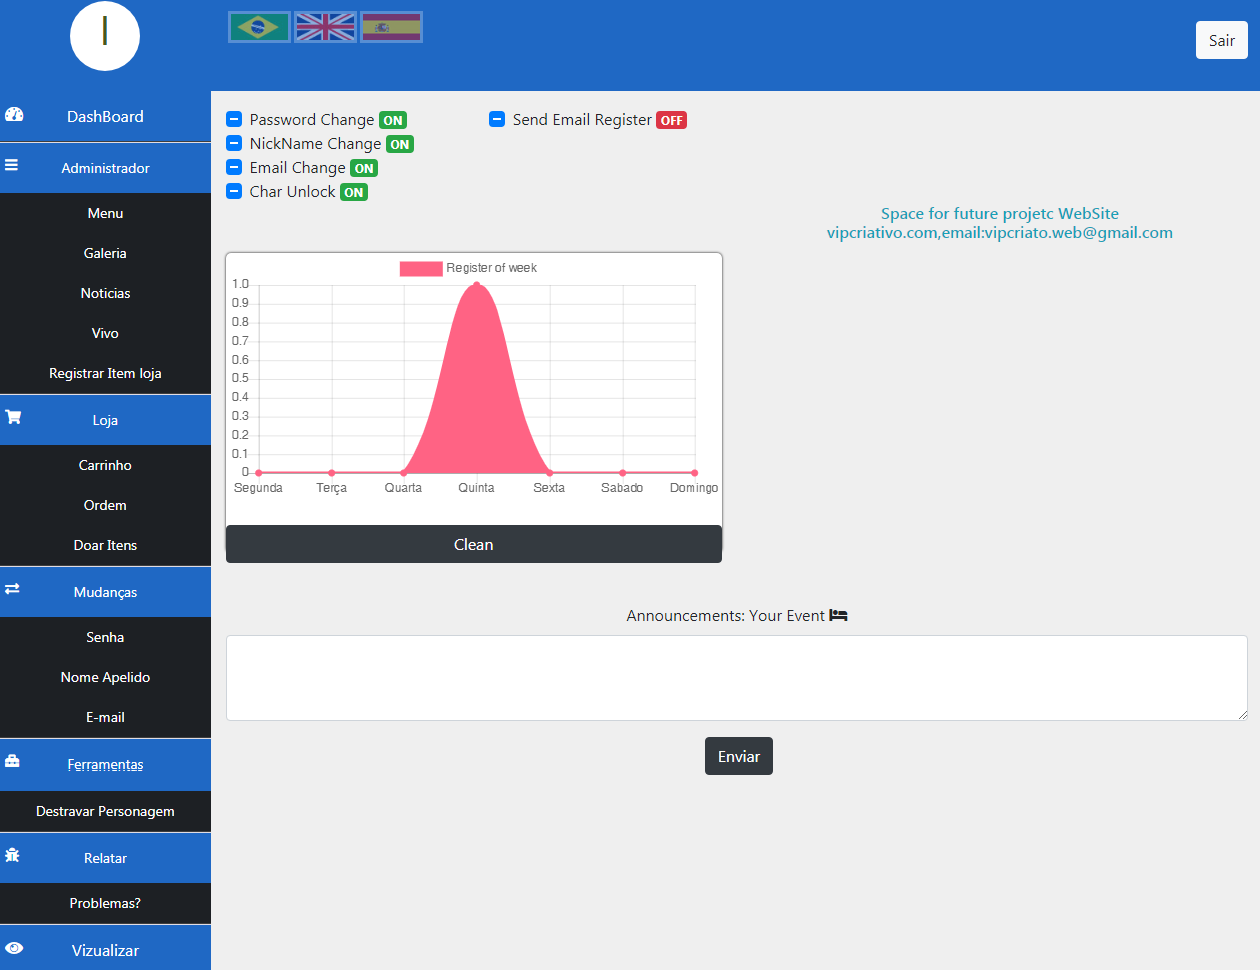 I
Sair
DashBoard
Administrador
Menu
Galeria
Noticias
Vivo
Registrar Item loja
Loja
Carrinho
Ordem
Doar Itens
Mudanças
Senha
Nome Apelido
E-mail
Ferramentas
Destravar Personagem
Relatar
Problemas?
Vizualizar
Password Change ON
Send Email Register OFF
NickName Change ON
Email Change ON
Char Unlock ON
Space for future projetc WebSite
vipcriativo.com,email:vipcriato.web@gmail.com
Register of week
1.0
0.9
0.8
0.7
0.6
0.5
0.4
0.3
0.2
0.1
0
Segunda Terça Quarta Quinta Sexta Sabado Domingo
Clean
Announcements: Your Event
Enviar